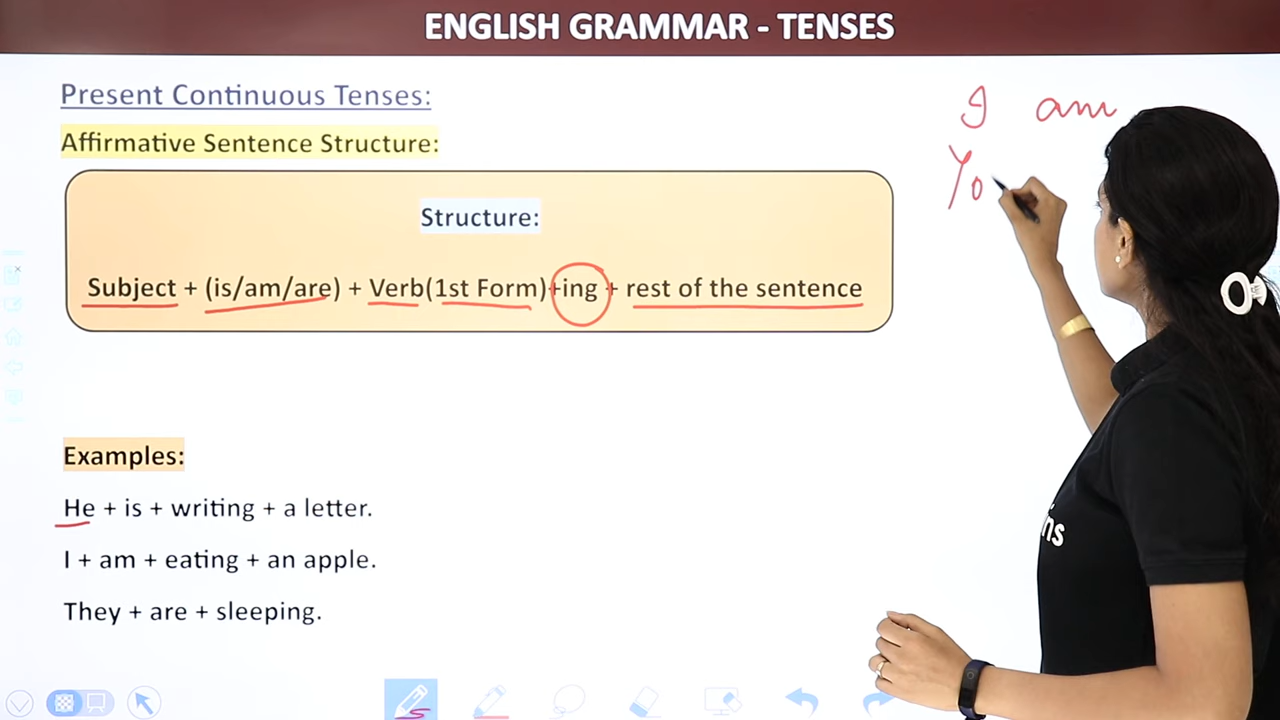 ENGLISH GRAMMAR - TENSES
Present Continuous Tenses:
Affirmative Sentence Structure:
Structure:
Subject + (is/am/are) + Verb(1st Form)+ing + rest of the sentence
I am
Yo
Examples:
He + is + writing + a letter.
I + am + eating + an apple.
They + are + sleeping.